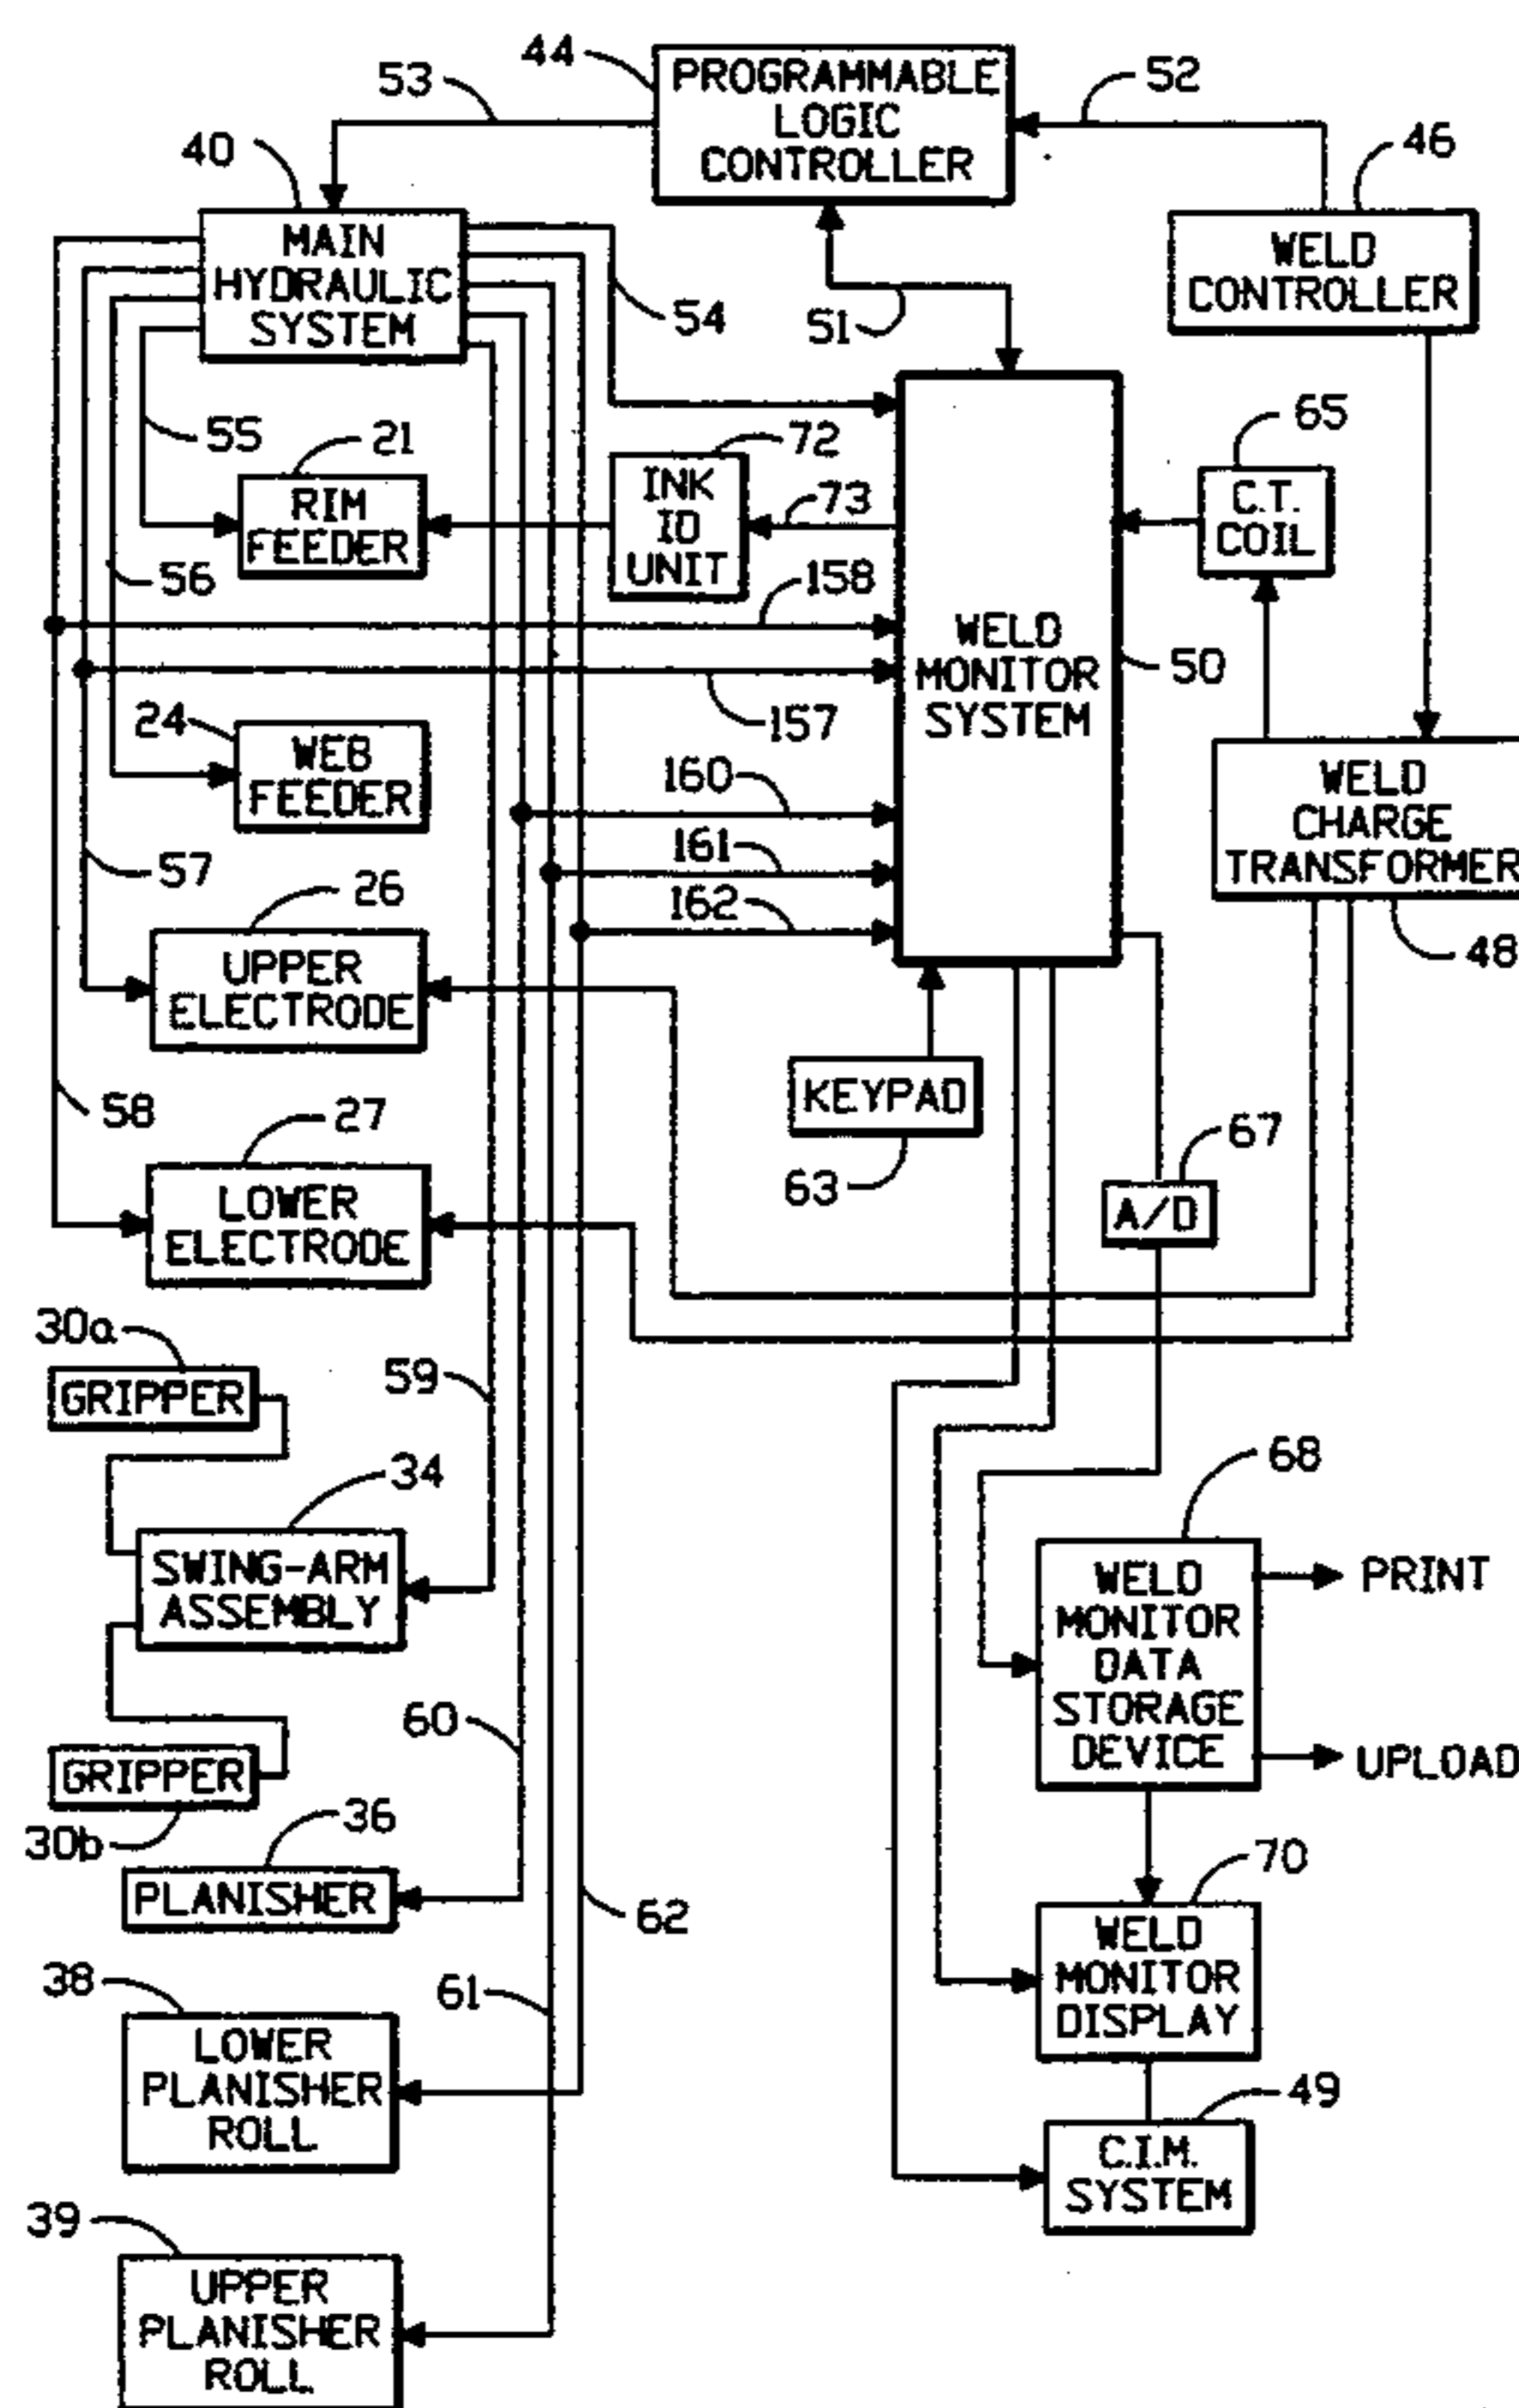 44
PROGRAMMABLE
LOGIC
CONTROLLER
52
53
40
46
MAIN
HYDRAULIC
SYSTEM
WELD
CONTROLLER
54
51
65
55
21
72
C.T.
COIL
RIM
FEEDER
INK
ID
UNIT
73
56
158
WELD
MONITOR
SYSTEM
50
157
24
WEB
FEEDER
160
WELD
CHARGE
TRANSFORMER
161
57
26
162
48
UPPER
ELECTRODE
KEYPAD
58
27
67
63
A/D
LOWER
ELECTRODE
30a
GRIPPER
59
34
68
SWING-ARM
ASSEMBLY
WELD
MONITOR
DATA
STORAGE
DEVICE
PRINT
UPLOAD
60
GRIPPER
30b
36
70
PLANISHER
62
WELD
MONITOR
DISPLAY
38
61
LOWER
PLANISHER
ROLL
49
C.I.M.
SYSTEM
39
UPPER
PLANISHER
ROLL